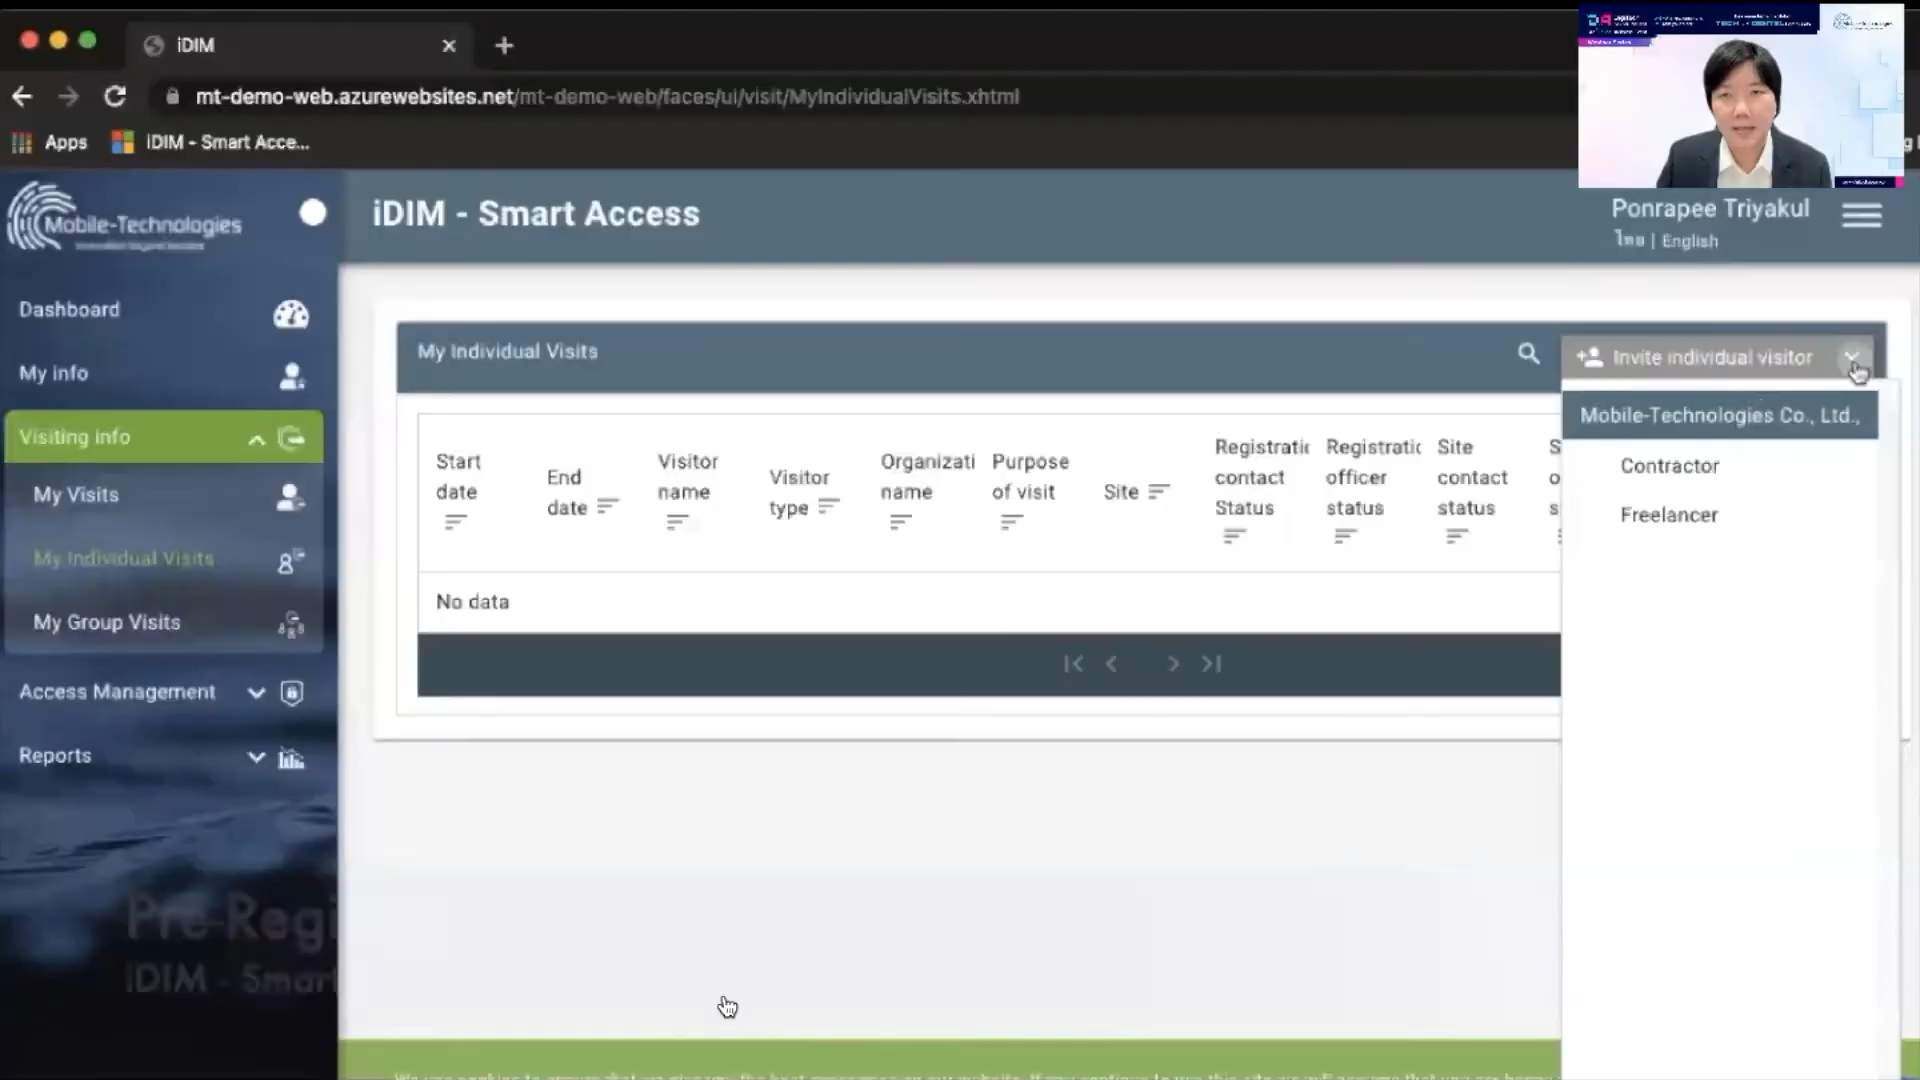 iDIM
mt-demo-web.azurewebsites.net/mt-demo-web/faces/ui/visit/MyIndividualVisits.xhtml
Apps
iDIM - Smart Acce...
Mobile-Technologies
iDIM - Smart Access
Ponrapee Triyakul
ไทย | English
Dashboard
My info
Visiting Info
My Visits
My Individual Visits
My Group Visits
Access Management
Reports
My Individual Visits
Invite individual visitor
Mobile-Technologies Co., Ltd.,
Contractor
Freelancer
Start date
End date
Visitor name
Visitor type
Organizati name
Purpose of visit
Site
Registratic contact Status
Registratic officer status
Site contact status
No data
Pre-Regi
iDIM - Smart